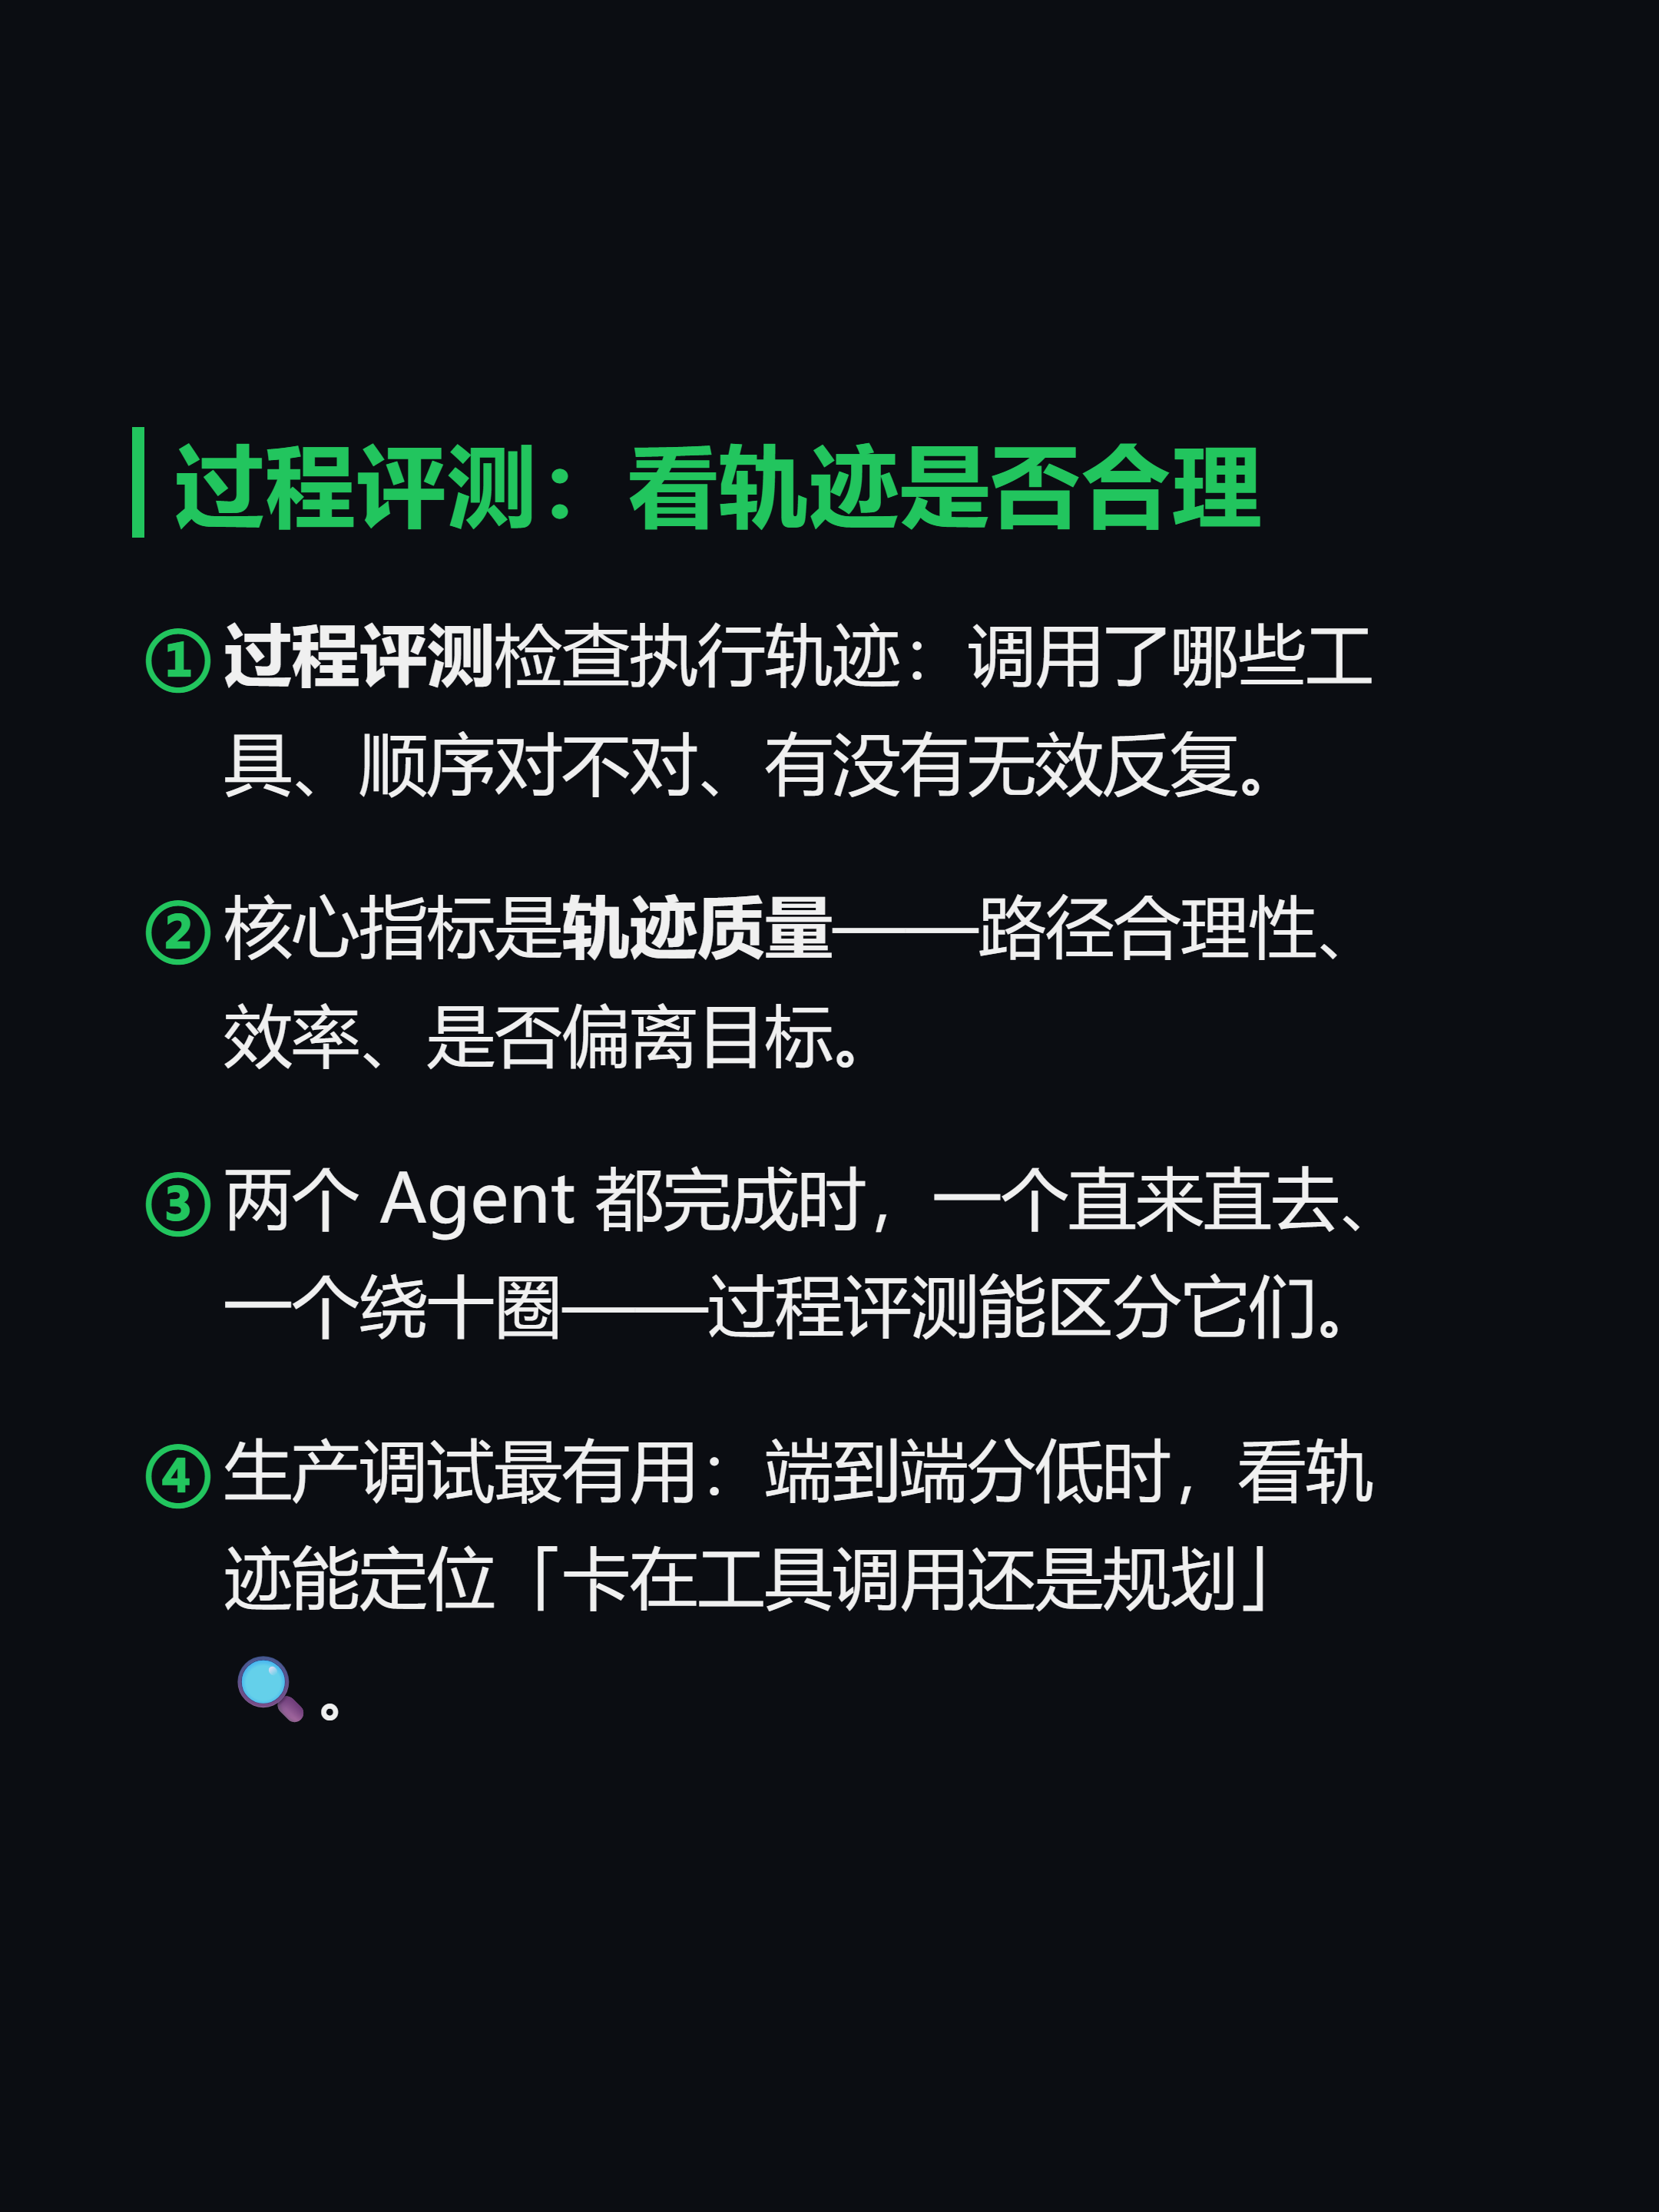 过程评测：看轨迹是否合理
①过程评测检查执行轨迹：调用了哪些工
具、顺序对不对、有没有无效反复。
②核心指标是轨迹质量——路径合理性、
效率、是否偏离目标。
③两个 Agent 都完成时，一个直来直去、
一个绕十圈——过程评测能区分它们。
④生产调试最有用：端到端分低时，看轨
迹能定位「卡在工具调用还是规划」
🔍。